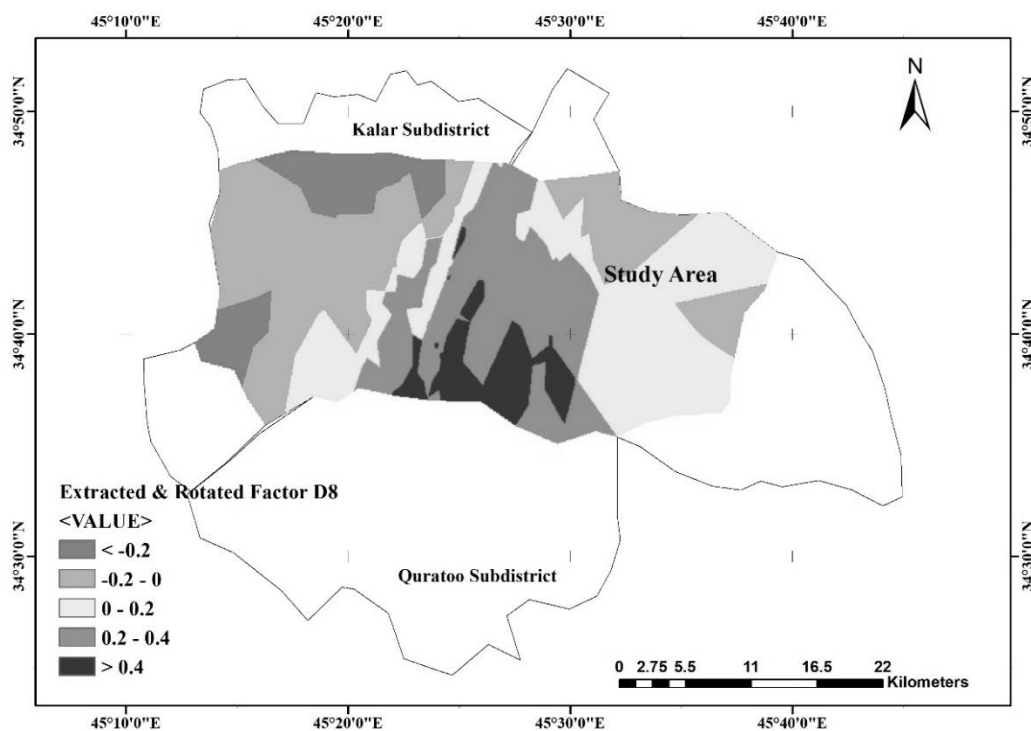 45°10'0"E 45°20'0"E 45°30'0"E 45°40'0"E
34°50'0"N 34°50'0"N
N
Kalar Subdistrict
Study Area
34°40'0"N 34°40'0"N
Extracted & Rotated Factor D8
<VALUE>
< -0.2
-0.2 - 0
0 - 0.2
0.2 - 0.4
> 0.4
34°30'0"N 34°30'0"N
Quratoo Subdistrict
0 2.75 5.5 11 16.5 22
Kilometers
45°10'0"E 45°20'0"E 45°30'0"E 45°40'0"E